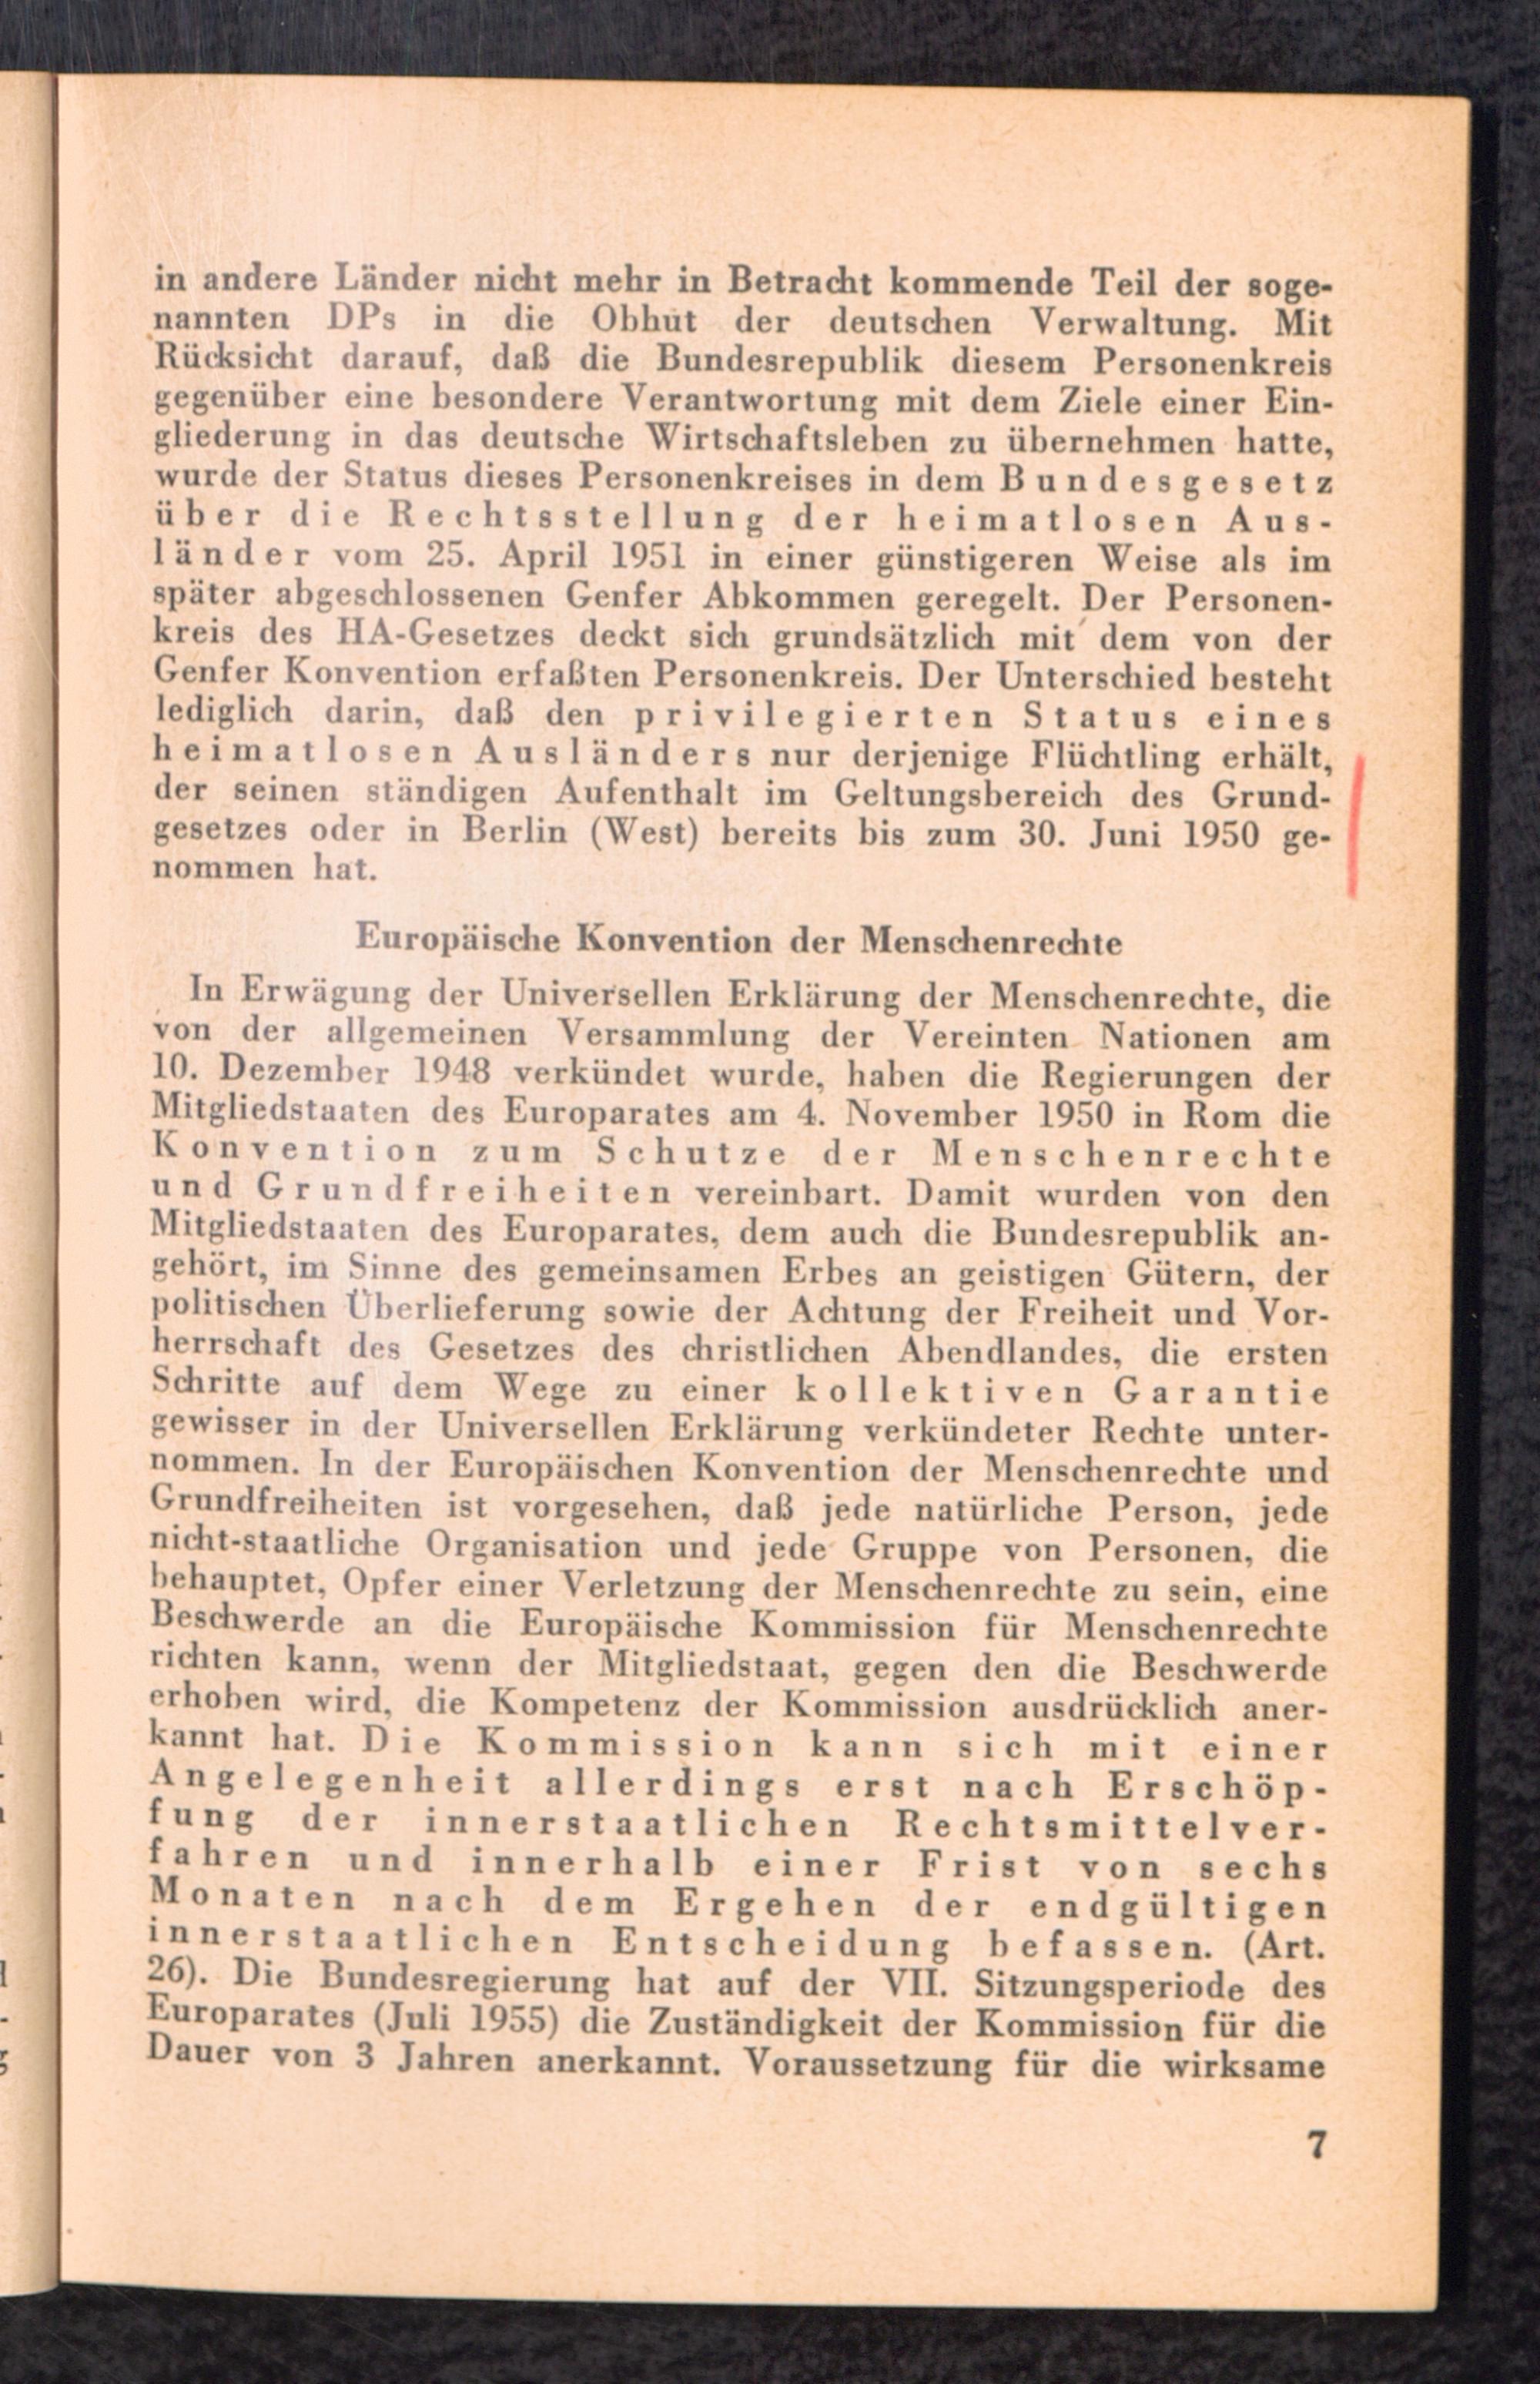 in andere Länder nicht mehr in Betracht kommende Teil der soge-
nannten DPs in die Obhut der deutschen Verwaltung. Mit
Rücksicht darauf, daß die Bundesrepublik diesem Personenkreis
gegenüber eine besondere Verantwortung mit dem Ziele einer Ein-
gliederung in das deutsche Wirtschaftsleben zu übernehmen hatte,
wurde der Status dieses Personenkreises in dem Bundesgesetz
über die Rechtsstellung der heimatlosen Aus-
länder vom 25. April 1951 in einer günstigeren Weise als im
später abgeschlossenen Genfer Abkommen geregelt. Der Personen-
kreis des HA-Gesetzes deckt sich grundsätzlich mit dem von der
Genfer Konvention erfaßten Personenkreis. Der Unterschied besteht
lediglich darin, daß den privilegierten Status eines
heimatlosen Ausländers nur derjenige Flüchtling erhält,
der seinen ständigen Aufenthalt im Geltungsbereich des Grund-
gesetzes oder in Berlin (West) bereits bis zum 30. Juni 1950 ge-
nommen hat.
Europäische Konvention der Menschenrechte
In Erwägung der Universellen Erklärung der Menschenrechte, die
von der allgemeinen Versammlung der Vereinten Nationen am
10. Dezember 1948 verkündet wurde, haben die Regierungen der
Mitgliedstaaten des Europarates am 4. November 1950 in Rom die
Konvention zum Schutze der Menschenrechte
und Grundfreiheiten vereinbart. Damit wurden von den
Mitgliedstaaten des Europarates, dem auch die Bundesrepublik an-
gehört, im Sinne des gemeinsamen Erbes an geistigen Gütern, der
politischen Überlieferung sowie der Achtung der Freiheit und Vor-
herrschaft des Gesetzes des christlichen Abendlandes, die ersten
Schritte auf dem Wege zu einer kollektiven Garantie
gewisser in der Universellen Erklärung verkündeter Rechte unter-
nommen. In der Europäischen Konvention der Menschenrechte und
Grundfreiheiten ist vorgesehen, daß jede natürliche Person, jede
nicht-staatliche Organisation und jede Gruppe von Personen, die
behauptet, Opfer einer Verletzung der Menschenrechte zu sein, eine
Beschwerde an die Europäische Kommission für Menschenrechte
richten kann, wenn der Mitgliedstaat, gegen den die Beschwerde
erhoben wird, die Kompetenz der Kommission ausdrücklich aner-
kannt hat. Die Kommission kann sich mit einer
Angelegenheit allerdings erst nach Erschöp-
fung der innerstaatlichen Rechtsmittelver-
fahren und innerhalb einer Frist von sechs
Monaten nach dem Ergehen der endgültigen
innerstaatlichen Entscheidung befassen. (Art.
26). Die Bundesregierung hat auf der VII. Sitzungsperiode des
Europarates (Juli 1955) die Zuständigkeit der Kommission für die
Dauer von 3 Jahren anerkannt. Voraussetzung für die wirksame
7